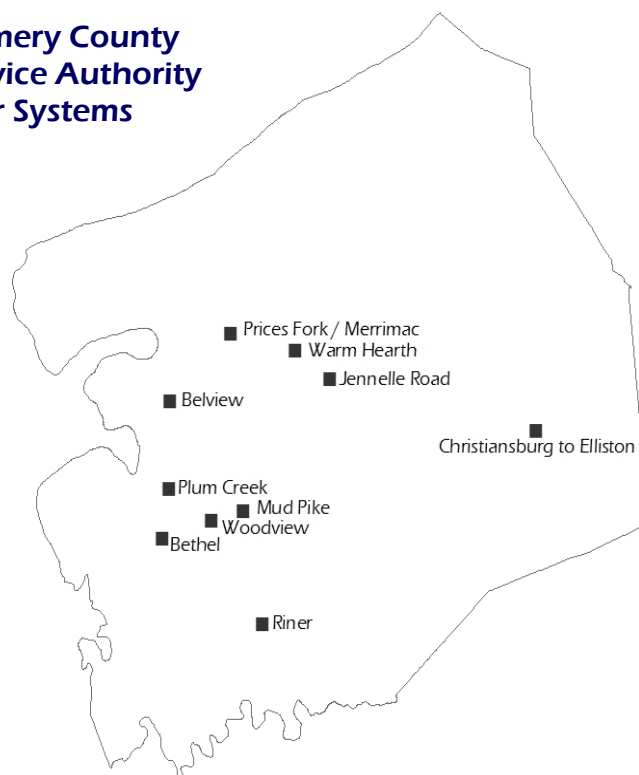 mery County
vice Authority
r Systems
Prices Fork / Merrimac
Warm Hearth
Jennelle Road
Belview
Christiansburg to Elliston
Plum Creek
Mud Pike
Woodview
Bethel
Riner